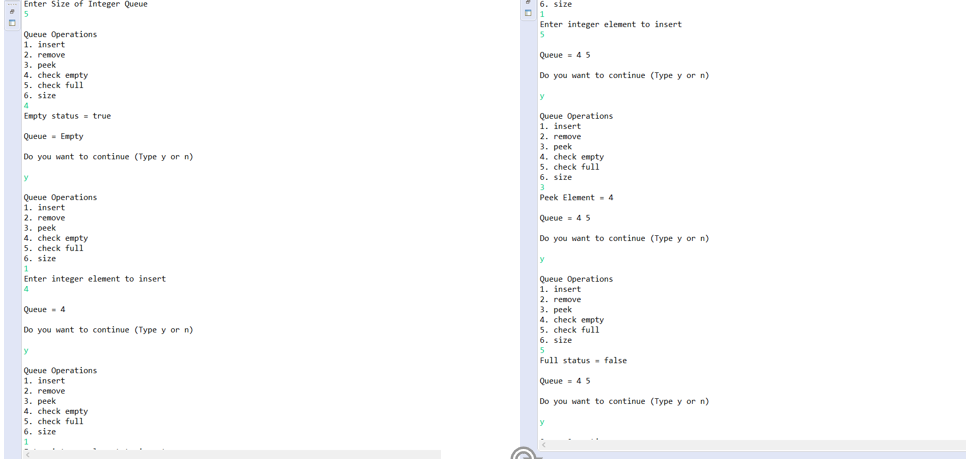 Enter Size of Integer Queue
5
Queue Operations
1. insert
2. remove
3. peek
4. check empty
5. check full
6. size
4
Empty status = true
Queue = Empty
Do you want to continue (Type y or n)
y
Queue Operations
1. insert
2. remove
3. peek
4. check empty
5. check full
6. size
1
Enter integer element to insert
4
Queue = 4
Do you want to continue (Type y or n)
y
Queue Operations
1. insert
2. remove
3. peek
4. check empty
5. check full
6. size
1
6. size
1
Enter integer element to insert
5
Queue = 4 5
Do you want to continue (Type y or n)
y
Queue Operations
1. insert
2. remove
3. peek
4. check empty
5. check full
6. size
3
Peek Element = 4
Queue = 4 5
Do you want to continue (Type y or n)
y
Queue Operations
1. insert
2. remove
3. peek
4. check empty
5. check full
6. size
5
Full status = false
Queue = 4 5
Do you want to continue (Type y or n)
y